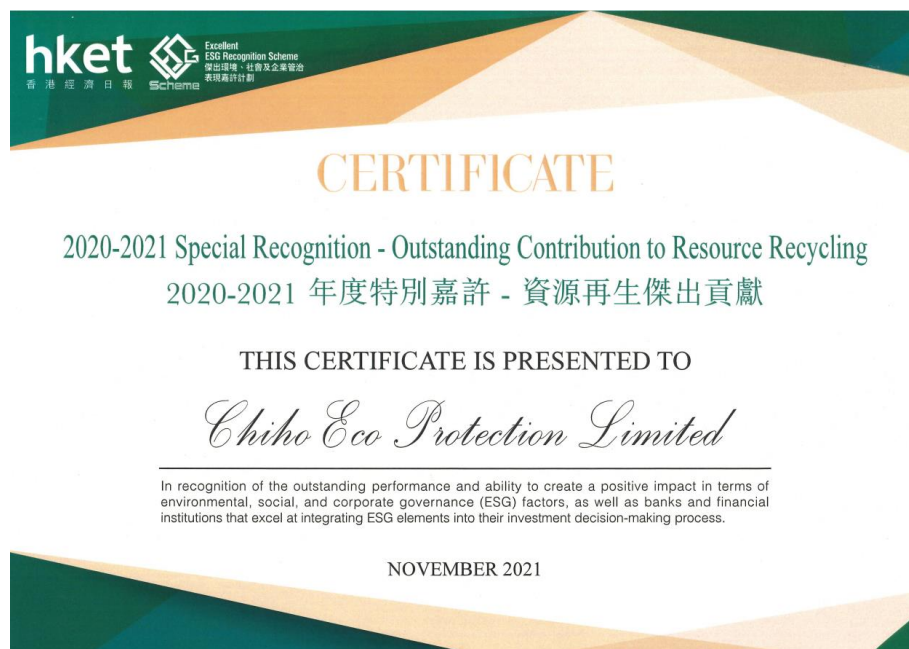 hket
香港經濟日報
ESG
Scheme
Excellent
ESG Recognition Scheme
傑出環境、社會及企業管治
表現嘉許計劃
CERTIFICATE
2020-2021 Special Recognition - Outstanding Contribution to Resource Recycling
2020-2021 年度特別嘉許 - 資源再生傑出貢獻
THIS CERTIFICATE IS PRESENTED TO
Chiho Eco Protection Limited
In recognition of the outstanding performance and ability to create a positive impact in terms of
environmental, social, and corporate governance (ESG) factors, as well as banks and financial
institutions that excel at integrating ESG elements into their investment decision-making process.
NOVEMBER 2021